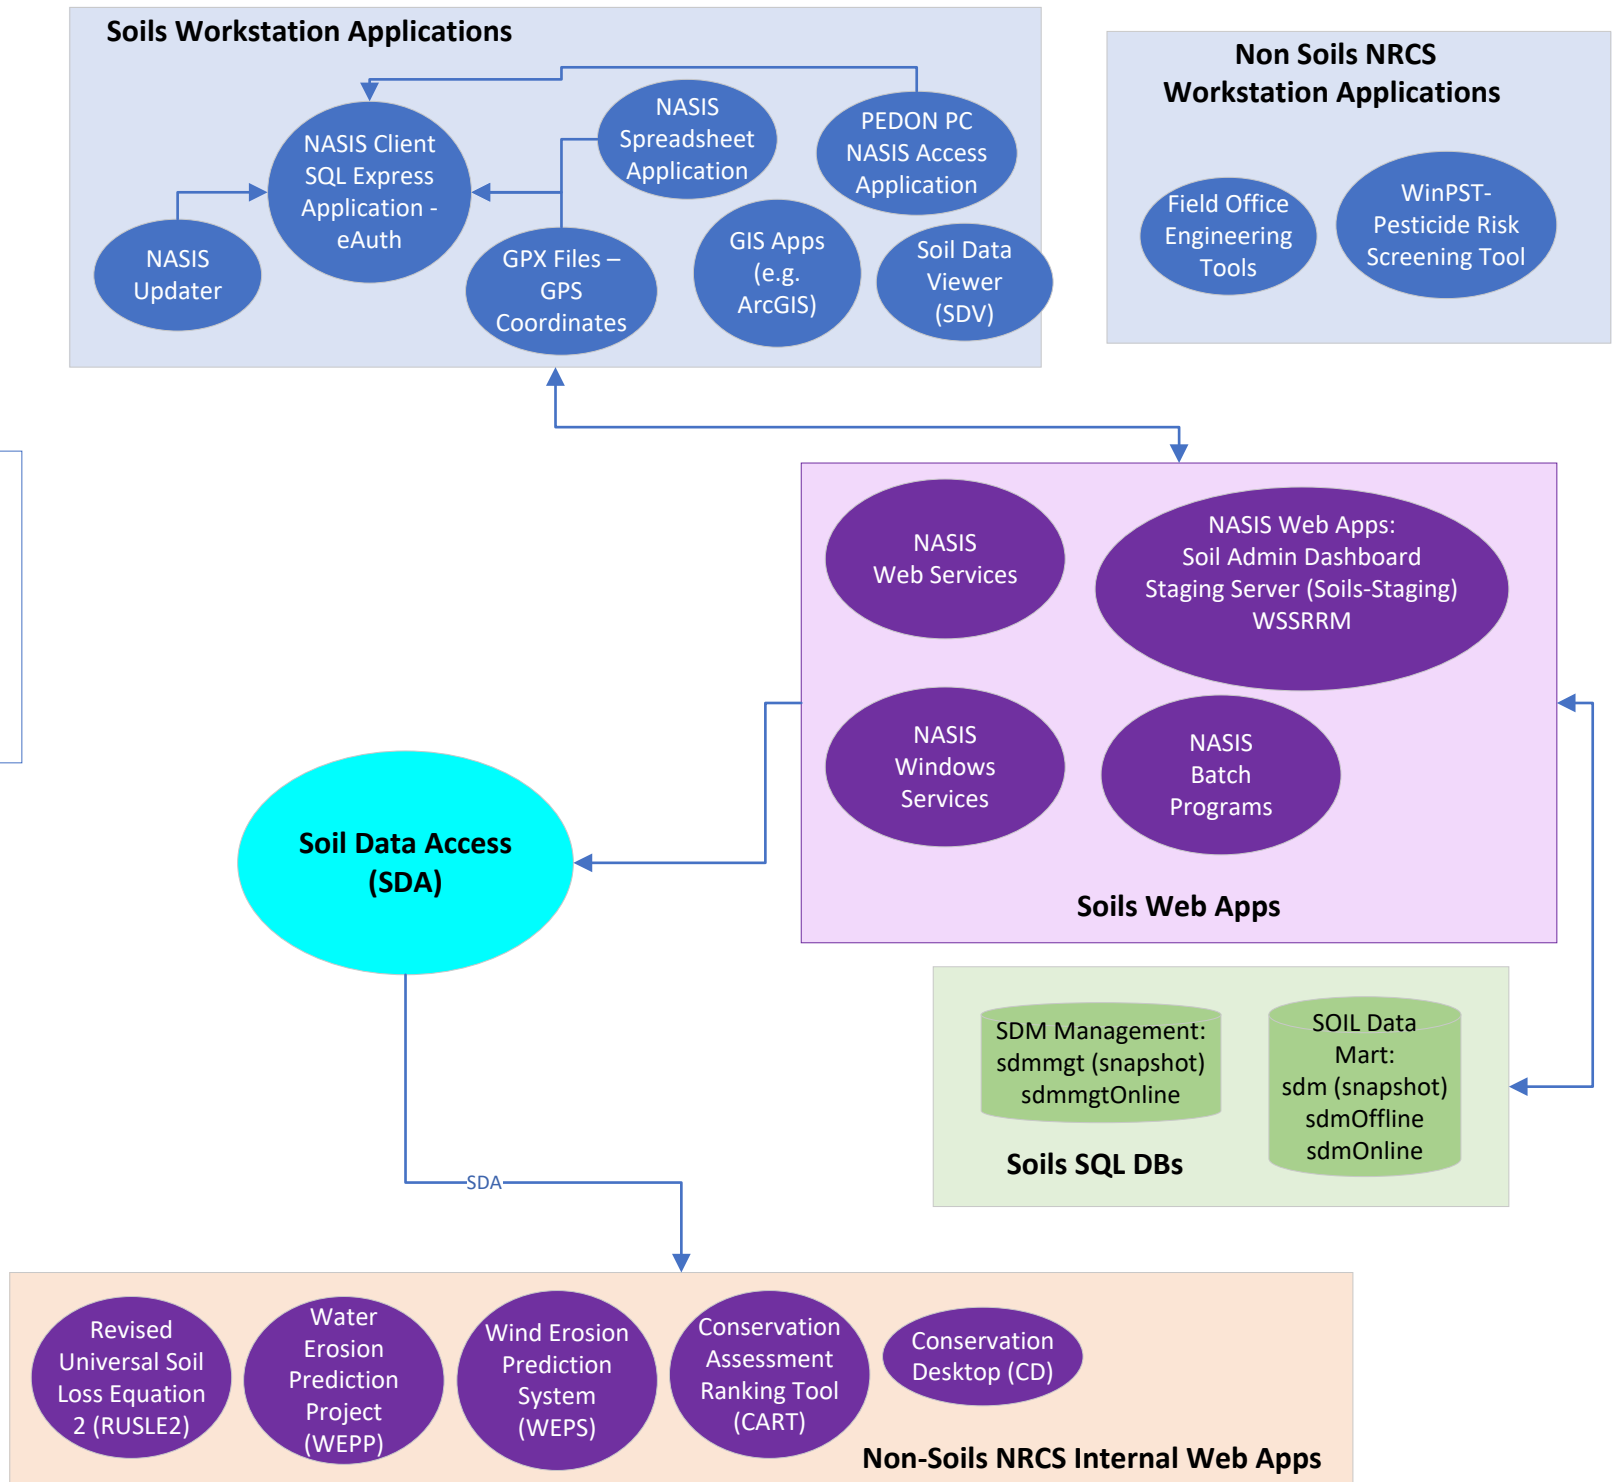 Soils Workstation Applications
NASIS Client
SQL Express
Application -
eAuth
NASIS
Spreadsheet
Application
PEDON PC
NASIS Access
Application
NASIS
Updater
GPX Files –
GPS
Coordinates
GIS Apps
(e.g.
ArcGIS)
Soil Data
Viewer
(SDV)
Non Soils NRCS
Workstation Applications
Field Office
Engineering
Tools
WinPST-
Pesticide Risk
Screening Tool
NASIS
Web Services
NASIS Web Apps:
Soil Admin Dashboard
Staging Server (Soils-Staging)
WSSRRM
NASIS
Windows
Services
NASIS
Batch
Programs
Soils Web Apps
Soil Data Access
(SDA)
SDM Management:
sdmmgt (snapshot)
sdmmgtOnline
SOIL Data
Mart:
sdm (snapshot)
sdmOffline
sdmOnline
Soils SQL DBs
SDA
Revised
Universal Soil
Loss Equation
2 (RUSLE2)
Water
Erosion
Prediction
Project
(WEPP)
Wind Erosion
Prediction
System
(WEPS)
Conservation
Assessment
Ranking Tool
(CART)
Conservation
Desktop (CD)
Non-Soils NRCS Internal Web Apps